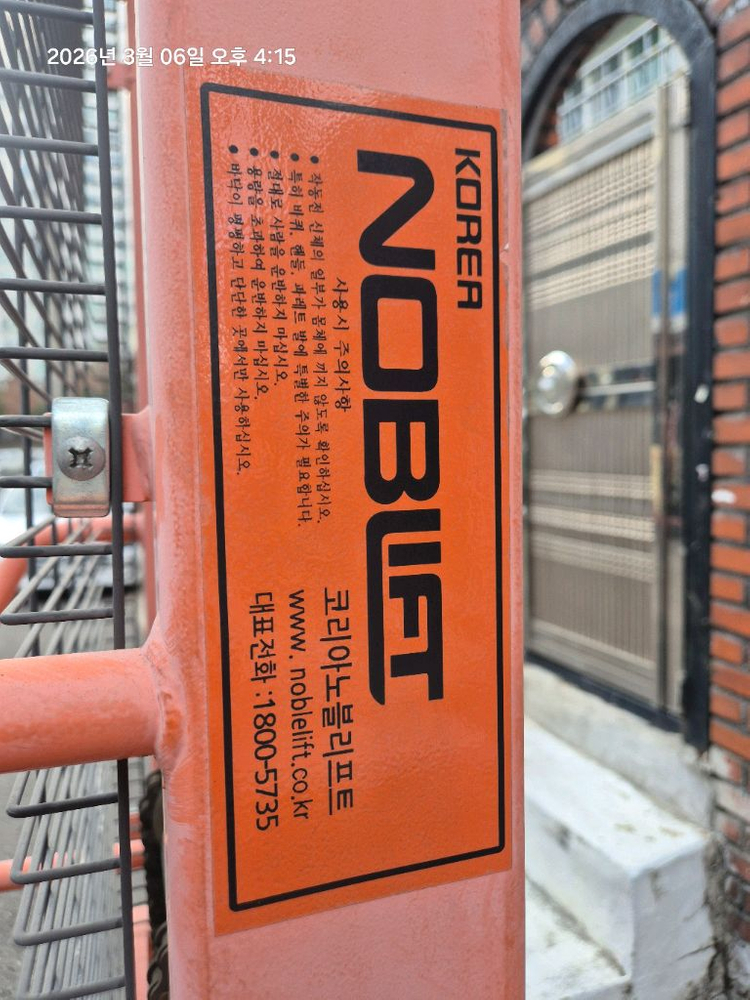 2026년 3월 06일 오후 4:15
KOREA
NOBLIFT
사용시 주의사항
• 작동전 신체의 일부가 몸체에 끼지 않도록 확인하십시오.
• 특히 바퀴, 핸들, 파레트 발에 특별한 주의가 필요합니다.
• 절대로 사람을 운반하지 마십시오.
• 용량을 초과하여 운반하지 마십시오.
• 바닥이 평평하고 단단한 곳에서만 사용하십시오.
코리아노블리프트
www.noblelift.co.kr
대표전화:1800-5735